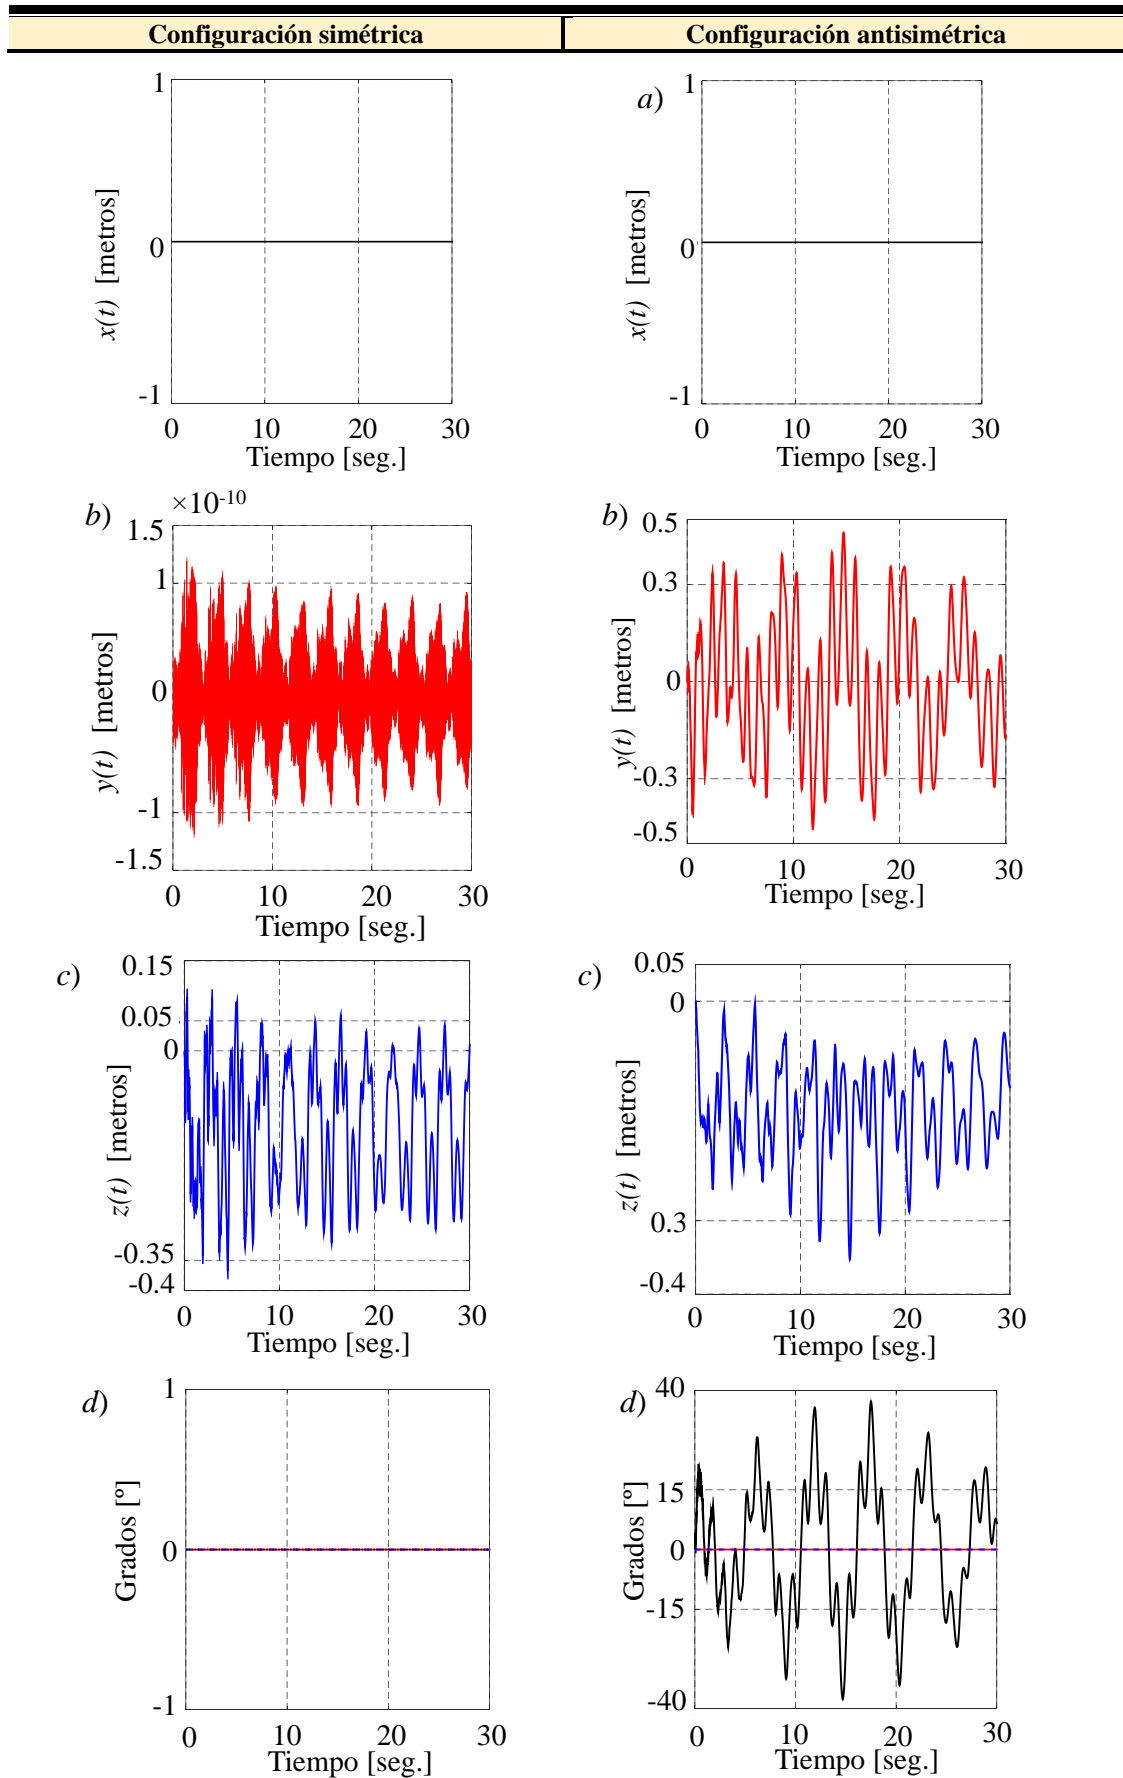 Configuración simétrica
Configuración antisimétrica
1
0
-1
x(t) [metros]
0 10 20 30
Tiempo [seg.]
a)
1
0
-1
x(t) [metros]
0 10 20 30
Tiempo [seg.]
b)
×10-10
1.5
1
0
-1
-1.5
y(t) [metros]
0 10 20 30
Tiempo [seg.]
b)
0.5
0.3
0
-0.3
-0.5
y(t) [metros]
0 10 20 30
Tiempo [seg.]
c)
0.15
0.05
0
-0.35
-0.4
z(t) [metros]
0 10 20 30
Tiempo [seg.]
c)
0.05
0
0.3
-0.4
z(t) [metros]
0 10 20 30
Tiempo [seg.]
d)
1
0
-1
Grados [º]
0 10 20 30
Tiempo [seg.]
d)
40
15
0
-15
-40
Grados [º]
0 10 20 30
Tiempo [seg.]